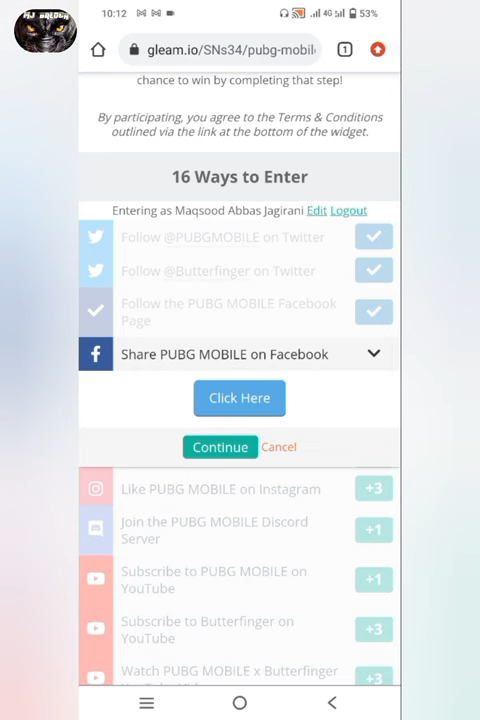 MJ BALOCH
10:12
4G
53%
gleam.io/SNs34/pubg-mobil
1
chance to win by completing that step!
By participating, you agree to the Terms & Conditions
outlined via the link at the bottom of the widget.
16 Ways to Enter
Entering as Maqsood Abbas Jagirani Edit Logout
Follow @PUBGMOBILE on Twitter
Follow @Butterfinger on Twitter
Follow the PUBG MOBILE Facebook
Page
Share PUBG MOBILE on Facebook
Click Here
Continue Cancel
Like PUBG MOBILE on Instagram +3
Join the PUBG MOBILE Discord
Server +1
Subscribe to PUBG MOBILE on
YouTube +1
Subscribe to Butterfinger on
YouTube +3
Watch PUBG MOBILE x Butterfinger
+3